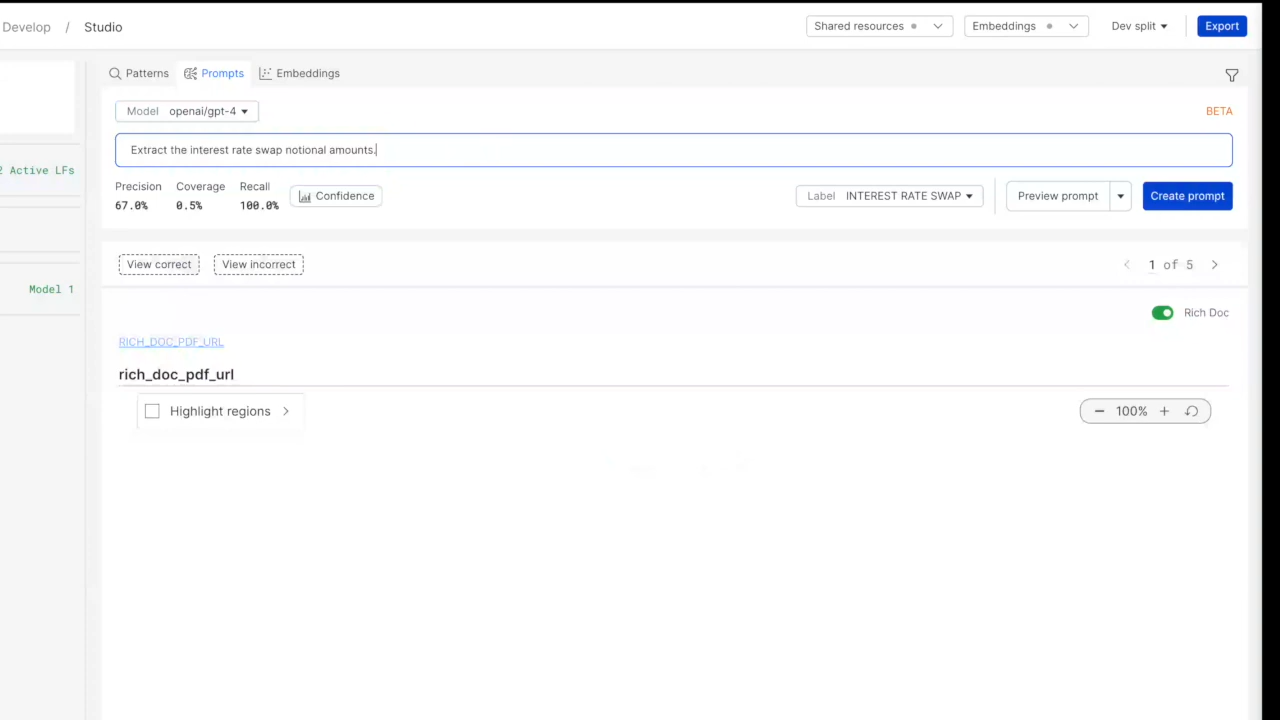 Develop / Studio
Shared resources
Embeddings
Dev split
Export
Patterns
Prompts
Embeddings
Model openai/gpt-4
BETA
Extract the interest rate swap notional amounts.
2 Active LFs
Precision Coverage Recall
67.0% 0.5% 100.0%
Confidence
Label INTEREST RATE SWAP
Preview prompt
Create prompt
View correct
View incorrect
1 of 5
Model 1
Rich Doc
RICH_DOC_PDF_URL
rich_doc_pdf_url
Highlight regions
100%